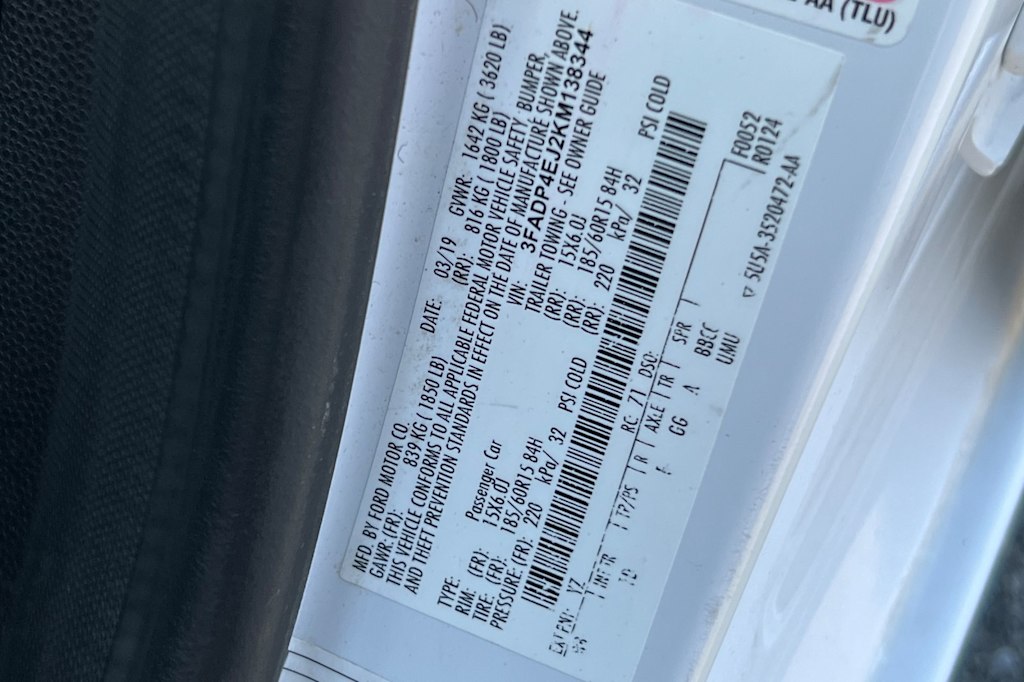 AA (TLU)
MFD. BY FORD MOTOR CO.
DATE: 03/19 GVWR: 1642 KG ( 3620 LB)
GAWR: (FR): 839 KG ( 1850 LB) (RR): 816 KG ( 1800 LB)
THIS VEHICLE CONFORMS TO ALL APPLICABLE FEDERAL MOTOR VEHICLE SAFETY, BUMPER,
AND THEFT PREVENTION STANDARDS IN EFFECT ON THE DATE OF MANUFACTURE SHOWN ABOVE.
VIN: 3FADP4EJ2KM138344
TYPE: Passenger Car TRAILER TOWING - SEE OWNER GUIDE
RIM: (FR): 15X6.0J (RR): 15X6.0J
TIRE: (FR): 185/60R15 84H (RR): 185/60R15 84H
PRESSURE:(FR): 220 kPa/ 32 PSI COLD (RR): 220 kPa/ 32 PSI COLD
EXT PNT: YZ RC: 71 DSO: F0052
INT TR TP/PS R AXLE TR SPR R0124
GG A BBCC
UMU
▽ 5U5A-3520472-AA